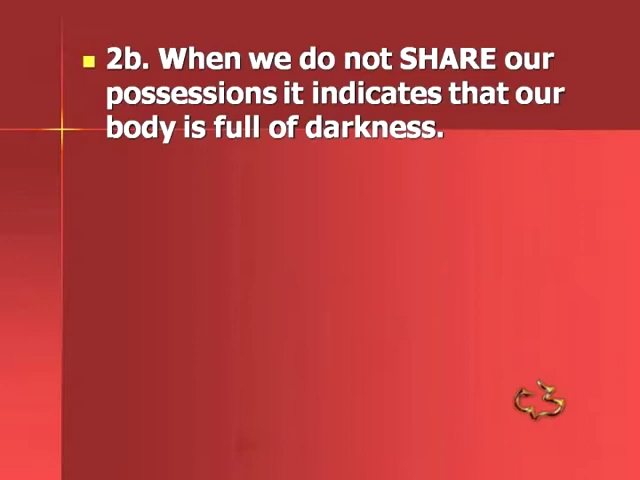 2b. When we do not SHARE our
possessions it indicates that our
body is full of darkness.